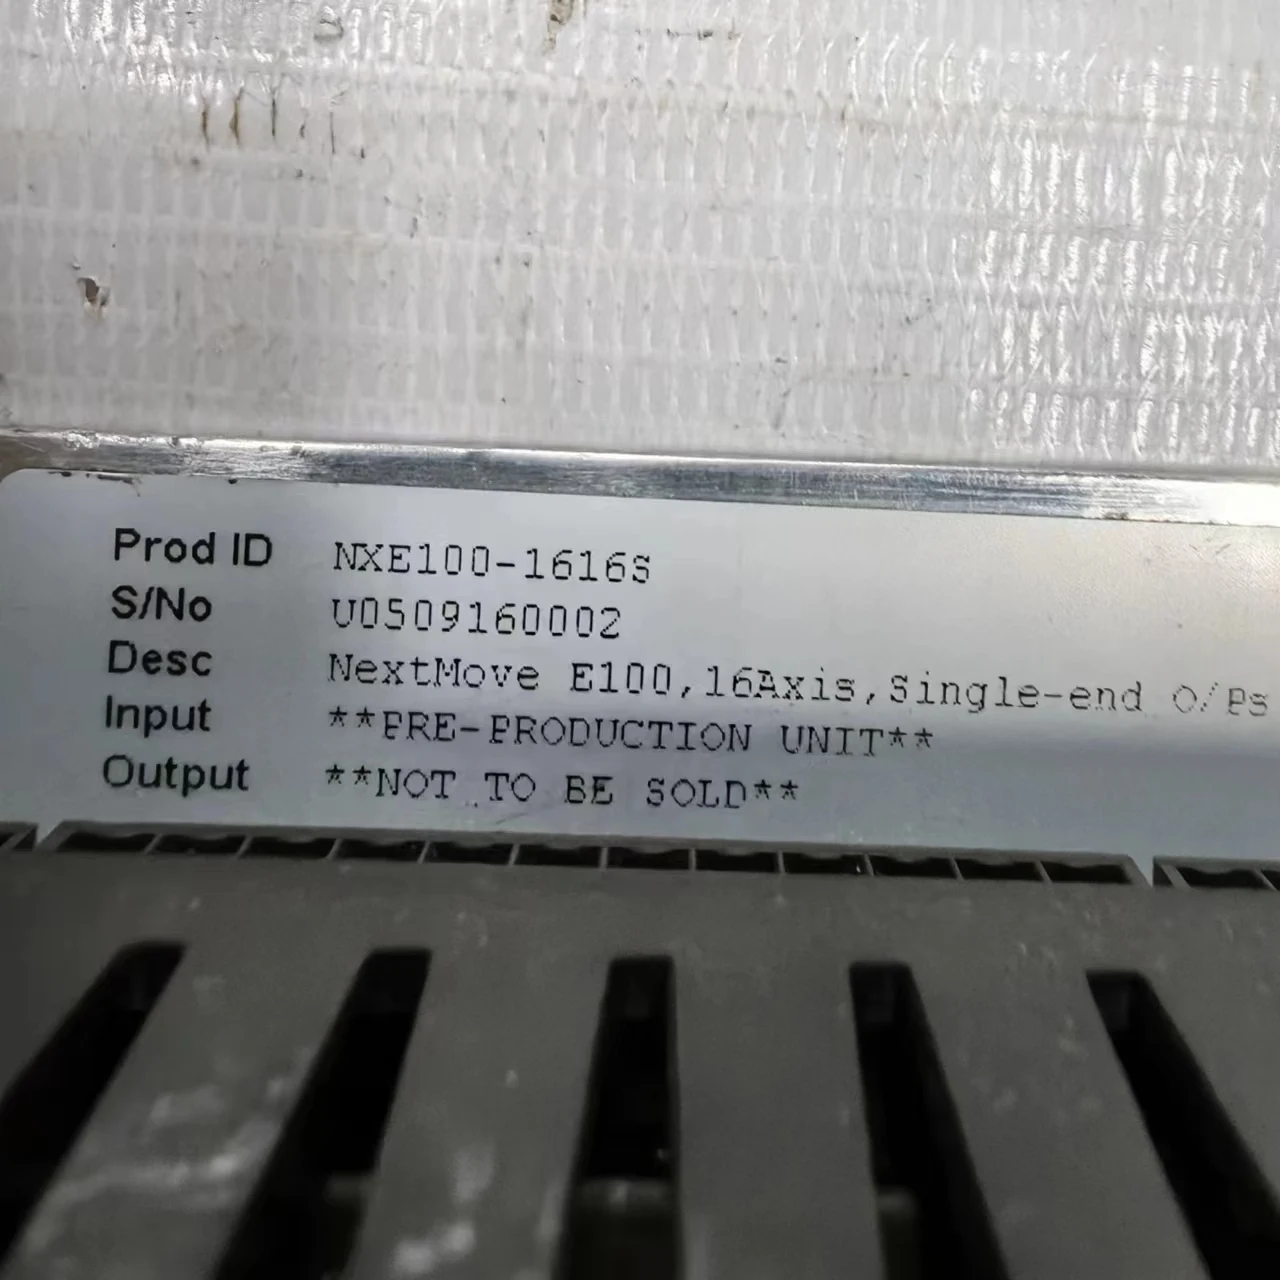 Prod ID NXE100-1616S
S/No U0509160002
Desc NextMove E100,16Axis,Single-end O/Ps
Input **PRE-PRODUCTION UNIT**
Output **NOT TO BE SOLD**